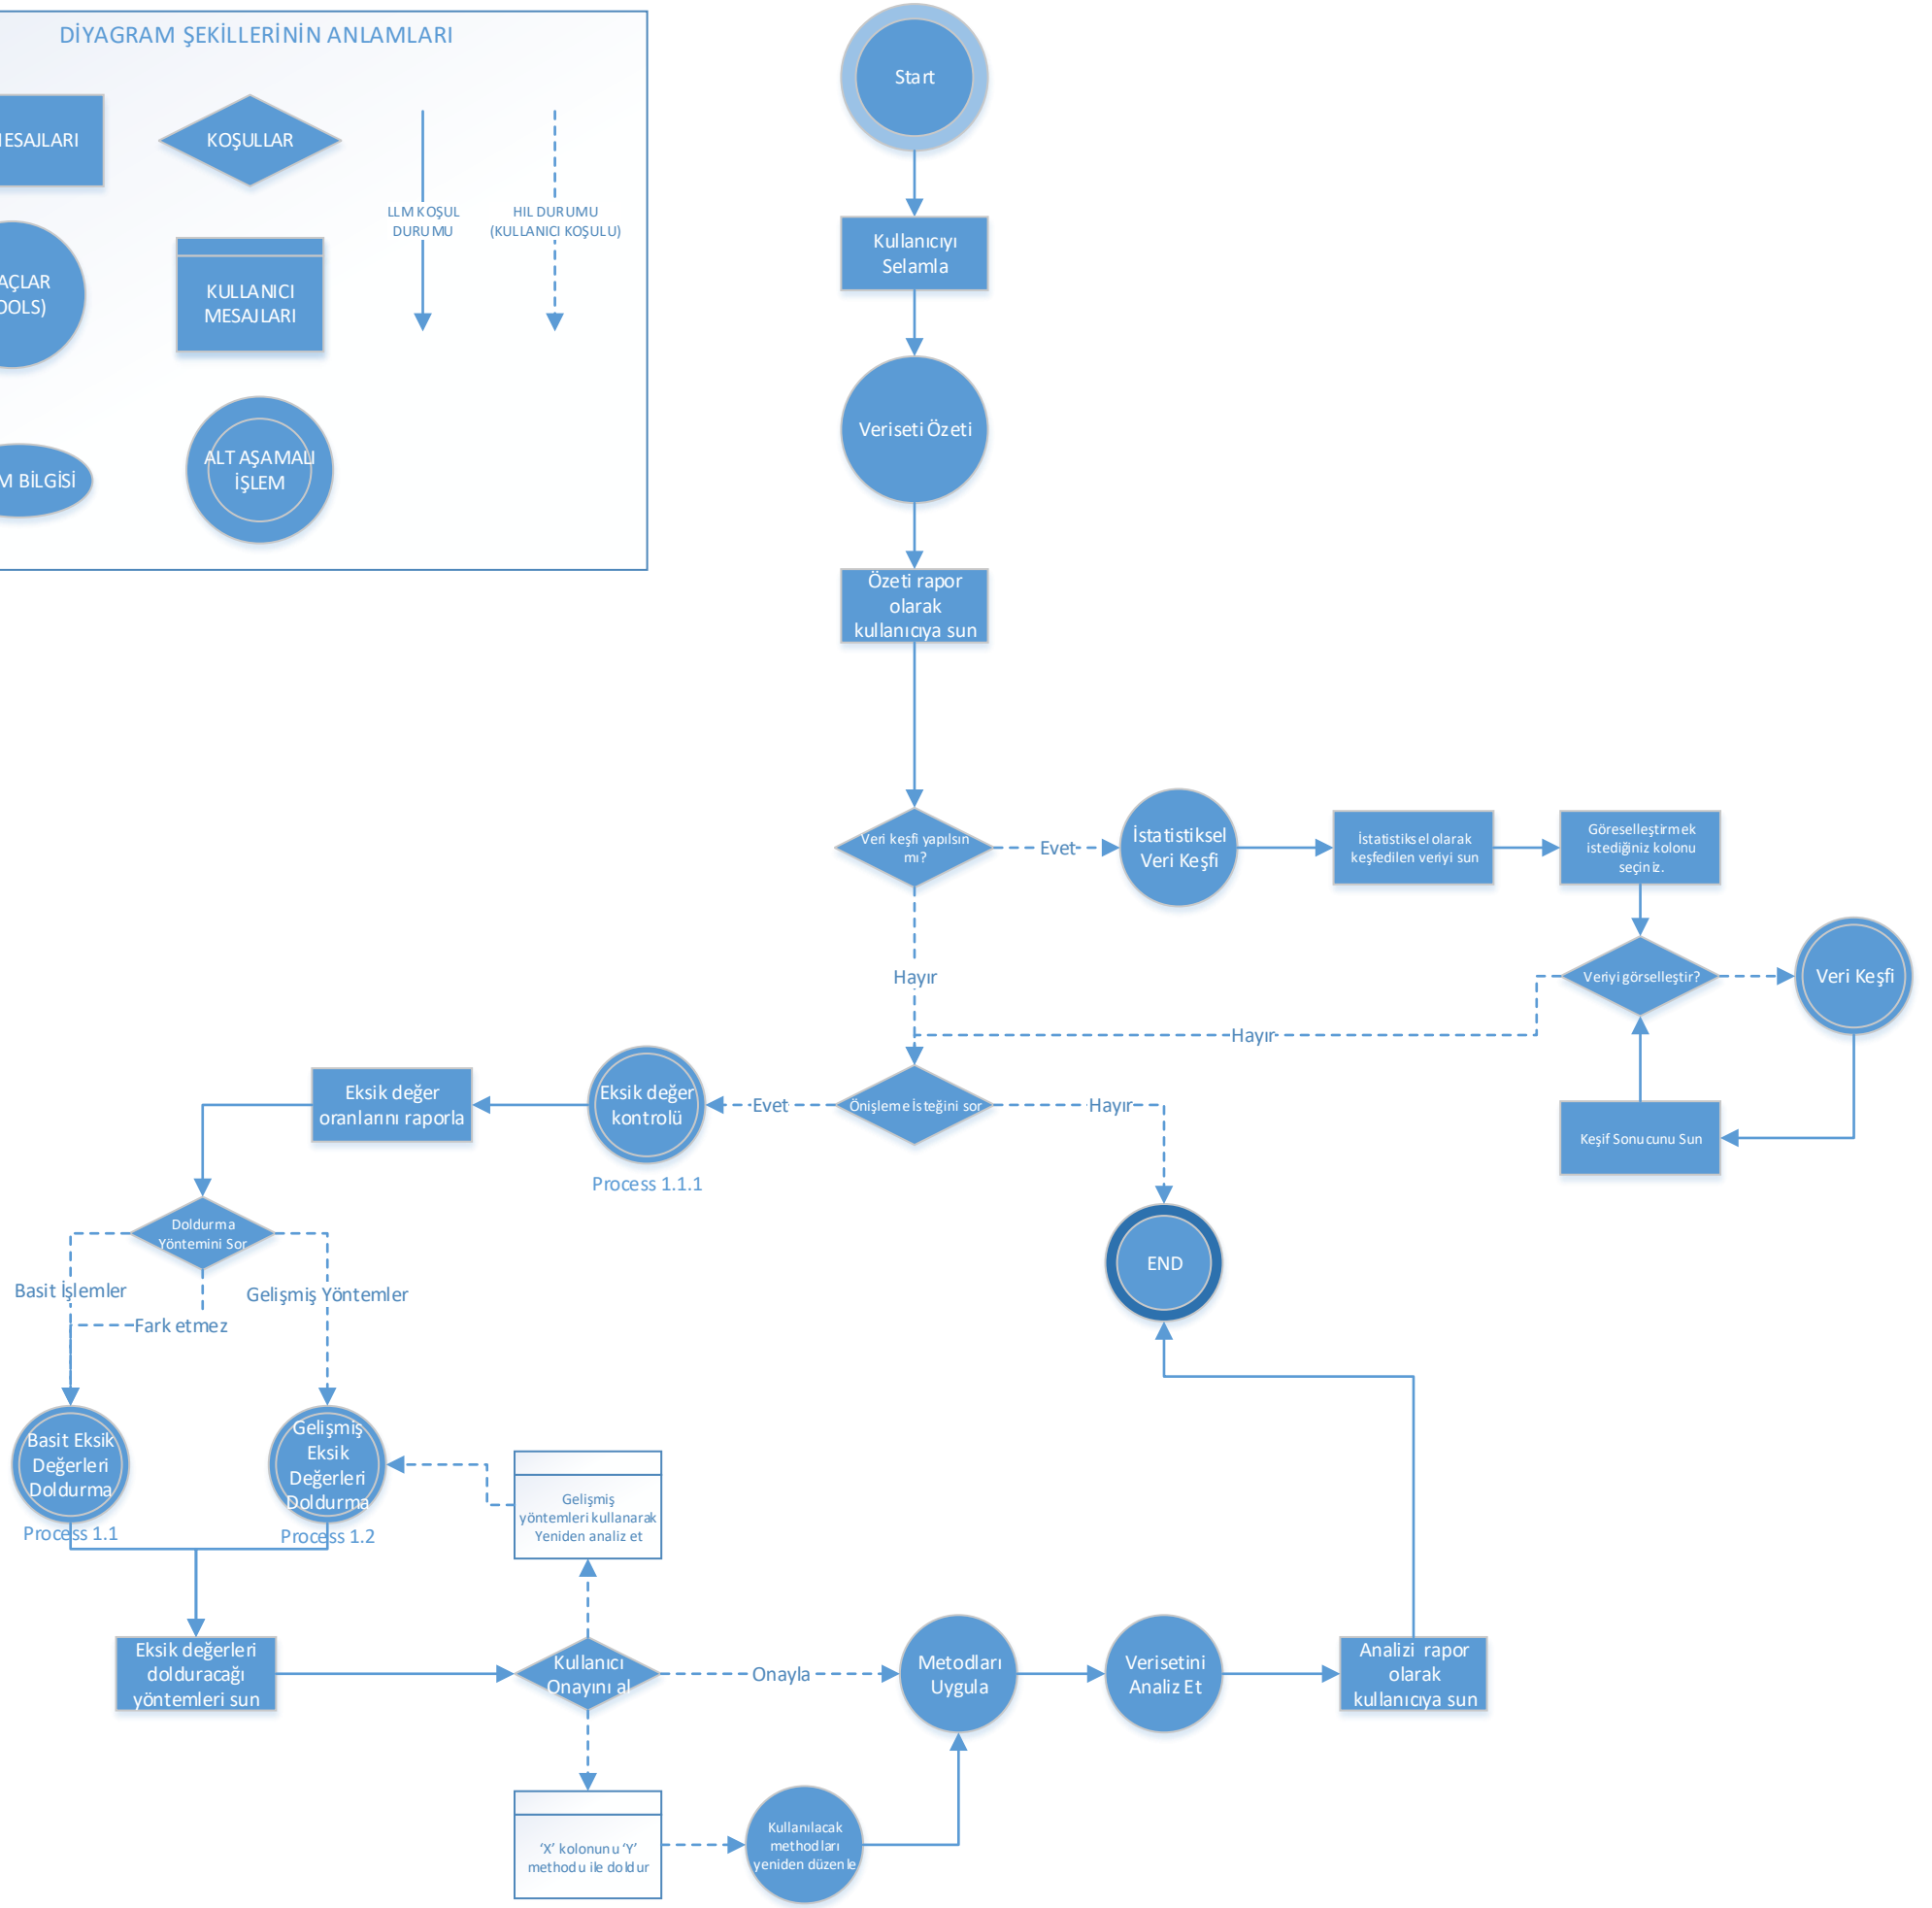 DİYAGRAM ŞEKİLLERİNİN ANLAMLARI
KOŞULLAR
LLM KOŞUL
DURUMU
HIL DURUMU
(KULLANICI KOŞULU)
KULLANICI
MESAJLARI
ALT AŞAMALI
İŞLEM
BİLGİSİ
Start
Kullanıcıyı
Selamla
Veriseti Özeti
Özeti rapor
olarak
kullanıcıya sun
Veri keşfi yapılsın
mı?
Evet
İstatistiksel
Veri Keşfi
İstatistiksel olarak
keşfedilen veriyi sun
Göreselleştirmek
istediğiniz kolonu
seçiniz.
Hayır
Veriyi görselleştir?
Veri Keşfi
Hayır
Keşif Sonucunu Sun
Önişleme İsteğini sor
Evet
Hayır
Eksik değer
kontrolü
Process 1.1.1
Eksik değer
oranlarını raporla
Doldurma
Yöntemini Sor
Basit İşlemler
Fark etmez
Gelişmiş Yöntemler
END
Basit Eksik
Değerleri
Doldurma
Process 1.1
Gelişmiş
Eksik
Değerleri
Doldurma
Process 1.2
Gelişmiş
yöntemleri kullanarak
Yeniden analiz et
Eksik değerleri
dolduracağı
yöntemleri sun
Kullanıcı
Onayını al
Onayla
Metodları
Uygula
Verisetini
Analiz Et
Analizi rapor
olarak
kullanıcıya sun
‘X’ kolonunu ‘Y’
methodu ile doldur
Kullanılacak
methodları
yeniden düzenle